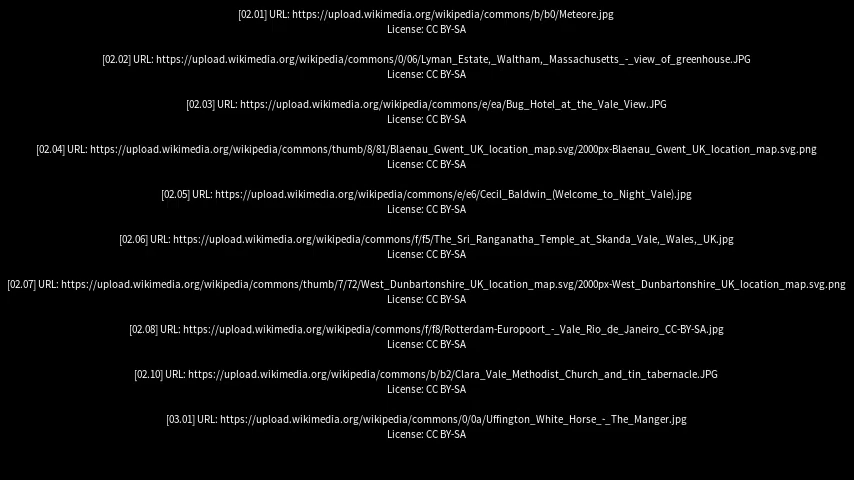 [02.01] URL: https://upload.wikimedia.org/wikipedia/commons/b/b0/Meteore.jpg
License: CC BY-SA
[02.02] URL: https://upload.wikimedia.org/wikipedia/commons/0/06/Lyman_Estate,_Waltham,_Massachusetts_-_view_of_greenhouse.JPG
License: CC BY-SA
[02.03] URL: https://upload.wikimedia.org/wikipedia/commons/e/ea/Bug_Hotel_at_the_Vale_View.JPG
License: CC BY-SA
[02.04] URL: https://upload.wikimedia.org/wikipedia/commons/thumb/8/81/Blaenau_Gwent_UK_location_map.svg/2000px-Blaenau_Gwent_UK_location_map.svg.png
License: CC BY-SA
[02.05] URL: https://upload.wikimedia.org/wikipedia/commons/e/e6/Cecil_Baldwin_(Welcome_to_Night_Vale).jpg
License: CC BY-SA
[02.06] URL: https://upload.wikimedia.org/wikipedia/commons/f/f5/The_Sri_Ranganatha_Temple_at_Skanda_Vale,_Wales,_UK.jpg
License: CC BY-SA
[02.07] URL: https://upload.wikimedia.org/wikipedia/commons/thumb/7/72/West_Dunbartonshire_UK_location_map.svg/2000px-West_Dunbartonshire_UK_location_map.svg.png
License: CC BY-SA
[02.08] URL: https://upload.wikimedia.org/wikipedia/commons/f/f8/Rotterdam-Europoort_-_Vale_Rio_de_Janeiro_CC-BY-SA.jpg
License: CC BY-SA
[02.10] URL: https://upload.wikimedia.org/wikipedia/commons/b/b2/Clara_Vale_Methodist_Church_and_tin_tabernacle.JPG
License: CC BY-SA
[03.01] URL: https://upload.wikimedia.org/wikipedia/commons/0/0a/Uffington_White_Horse_-_The_Manger.jpg
License: CC BY-SA